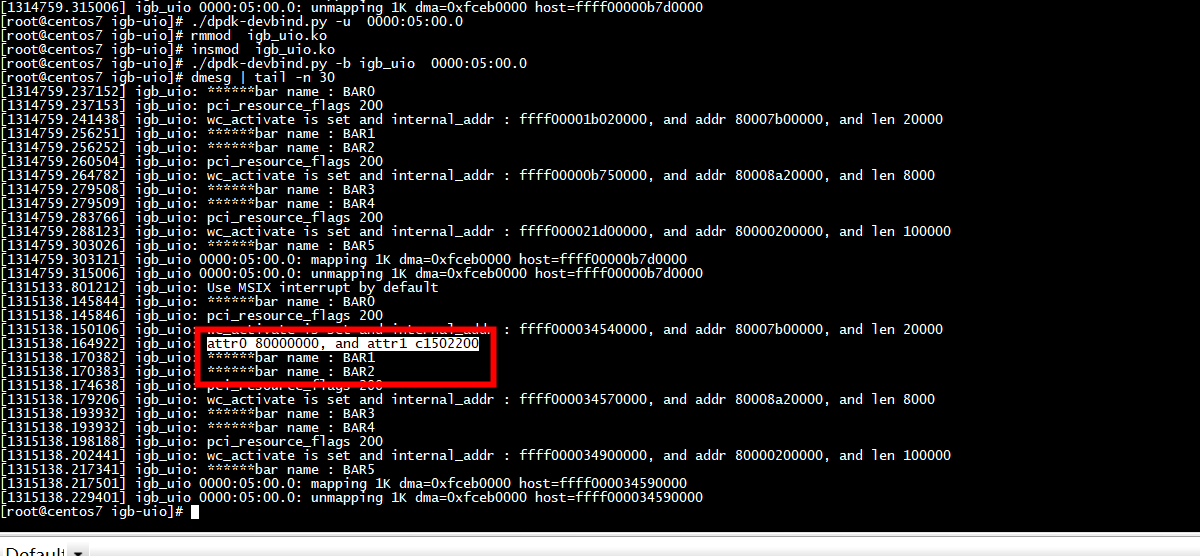 [1314759.315006] igb_uio 0000:05:00.0: unmapping 1K dma=0xfceb0000 host=ffff00000b7d0000
[root@centos7 igb-uio]# ./dpdk-devbind.py -u  0000:05:00.0
[root@centos7 igb-uio]# rmmod  igb_uio.ko
[root@centos7 igb-uio]# insmod  igb_uio.ko
[root@centos7 igb-uio]# ./dpdk-devbind.py -b igb_uio  0000:05:00.0
[root@centos7 igb-uio]# dmesg | tail -n 30
[1314759.237152] igb_uio: ******bar name : BAR0
[1314759.237153] igb_uio: pci_resource_flags 200
[1314759.241438] igb_uio: wc_activate is set and internal_addr : ffff00001b020000, and addr 80007b00000, and len 20000
[1314759.256251] igb_uio: ******bar name : BAR1
[1314759.256252] igb_uio: ******bar name : BAR2
[1314759.260504] igb_uio: pci_resource_flags 200
[1314759.264782] igb_uio: wc_activate is set and internal_addr : ffff00000b750000, and addr 80008a20000, and len 8000
[1314759.279508] igb_uio: ******bar name : BAR3
[1314759.279509] igb_uio: ******bar name : BAR4
[1314759.283766] igb_uio: pci_resource_flags 200
[1314759.288123] igb_uio: wc_activate is set and internal_addr : ffff000021d00000, and addr 80000200000, and len 100000
[1314759.303026] igb_uio: ******bar name : BAR5
[1314759.303121] igb_uio 0000:05:00.0: mapping 1K dma=0xfceb0000 host=ffff00000b7d0000
[1314759.315006] igb_uio 0000:05:00.0: unmapping 1K dma=0xfceb0000 host=ffff00000b7d0000
[1315133.801212] igb_uio: Use MSIX interrupt by default
[1315138.145844] igb_uio: ******bar name : BAR0
[1315138.145846] igb_uio: pci_resource_flags 200
[1315138.150106] igb_uio: wc_activate is set and internal_addr : ffff000034540000, and addr 80007b00000, and len 20000
[1315138.164922] igb_uio: attr0 80000000, and attr1 c1502200
[1315138.170382] igb_uio: ******bar name : BAR1
[1315138.170383] igb_uio: ******bar name : BAR2
[1315138.174638] igb_uio: pci_resource_flags 200
[1315138.179206] igb_uio: wc_activate is set and internal_addr : ffff000034570000, and addr 80008a20000, and len 8000
[1315138.193932] igb_uio: ******bar name : BAR3
[1315138.193932] igb_uio: ******bar name : BAR4
[1315138.198188] igb_uio: pci_resource_flags 200
[1315138.202441] igb_uio: wc_activate is set and internal_addr : ffff000034900000, and addr 80000200000, and len 100000
[1315138.217341] igb_uio: ******bar name : BAR5
[1315138.217501] igb_uio 0000:05:00.0: mapping 1K dma=0xfceb0000 host=ffff000034590000
[1315138.229401] igb_uio 0000:05:00.0: unmapping 1K dma=0xfceb0000 host=ffff000034590000
[root@centos7 igb-uio]#
Default